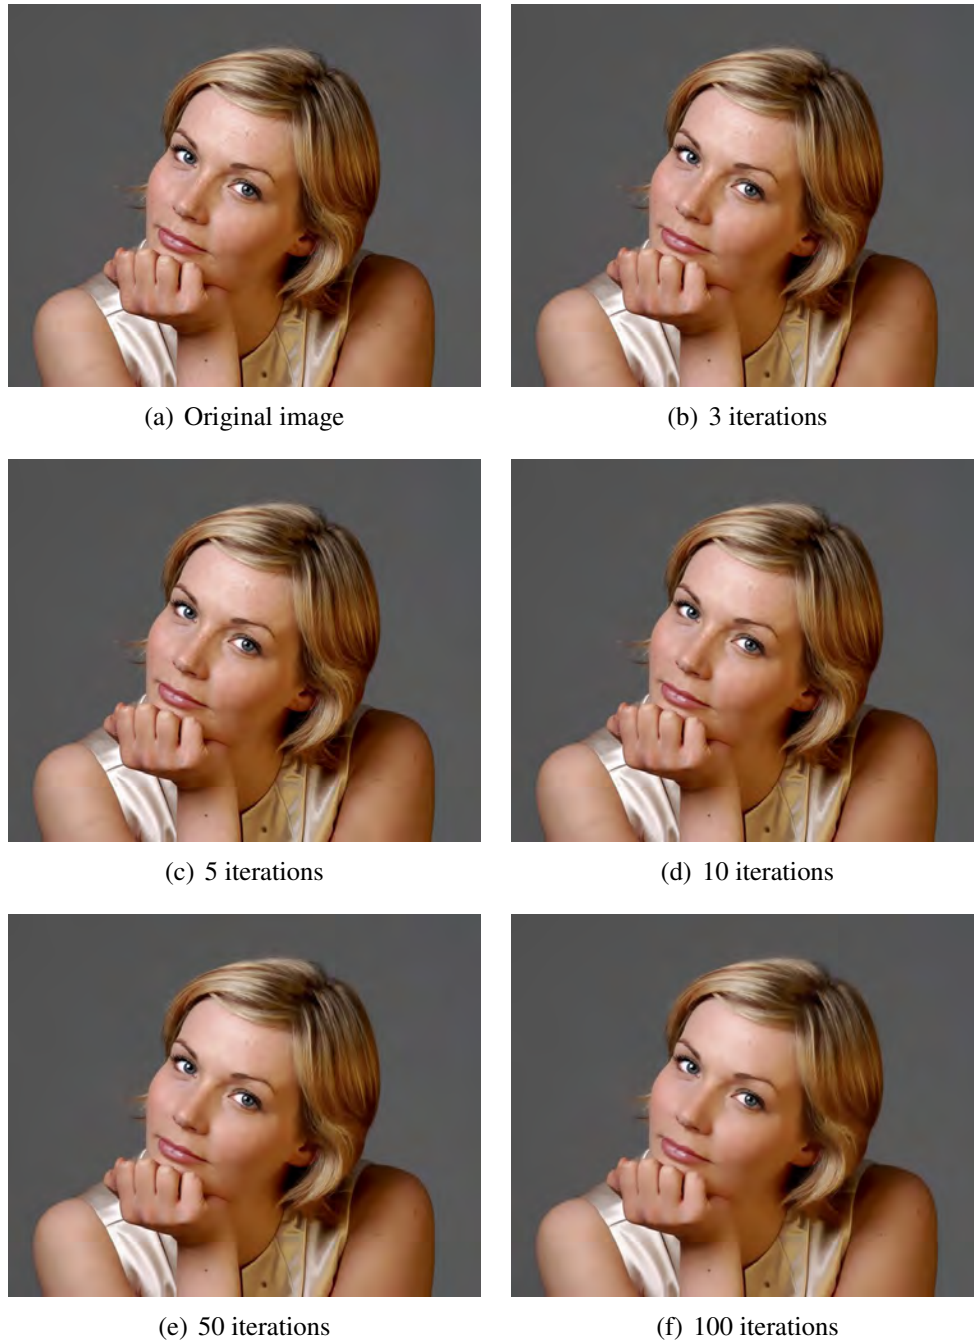 (a) Original image
(b) 3 iterations
(c) 5 iterations
(d) 10 iterations
(e) 50 iterations
(f) 100 iterations